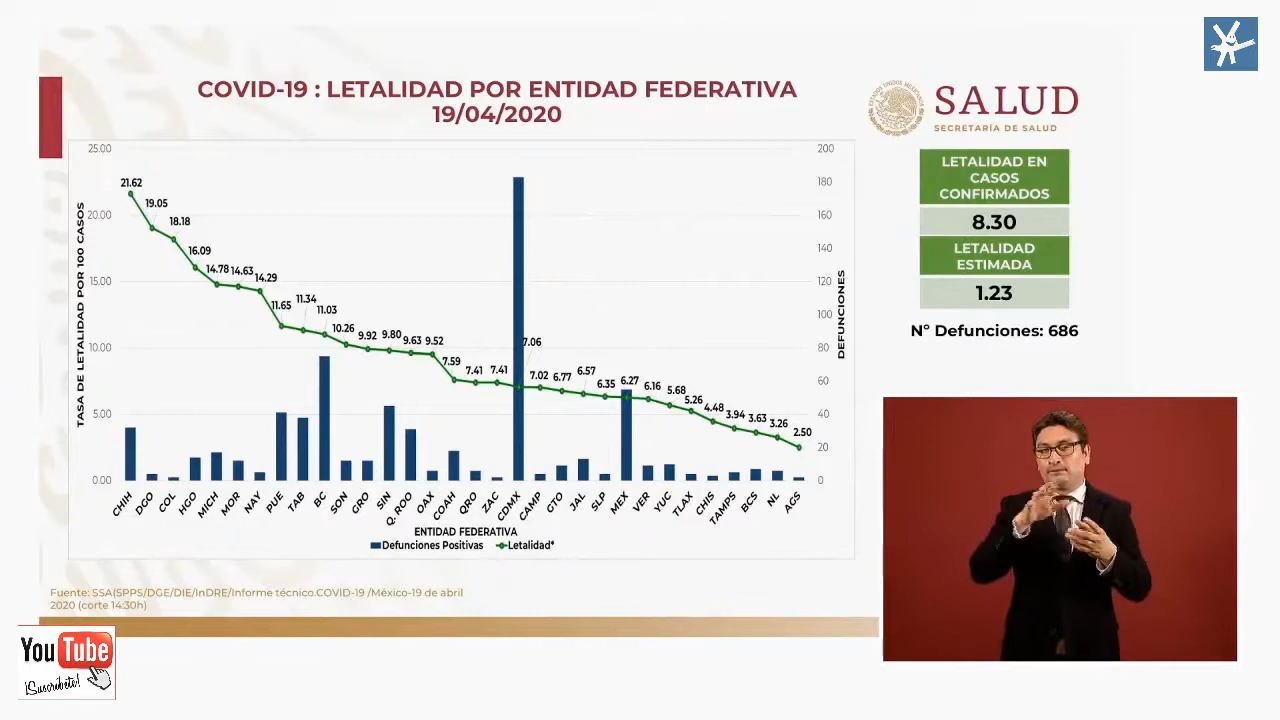 COVID-19 : LETALIDAD POR ENTIDAD FEDERATIVA
19/04/2020
SALUD
SECRETARÍA DE SALUD
LETALIDAD EN
CASOS
CONFIRMADOS
8.30
LETALIDAD
ESTIMADA
1.23
Nº Defunciones: 686
TASA DE LETALIDAD POR 100 CASOS
25.00
20.00
15.00
10.00
5.00
0.00
21.62
19.05
18.18
16.09
14.78
14.63
14.29
11.65
11.34
11.03
10.26
9.92
9.80
9.63
9.52
7.59
7.41
7.41
7.06
7.02
6.77
6.57
6.35
6.27
6.16
5.68
5.26
4.48
3.94
3.63
3.26
2.50
200
180
160
140
120
100
80
60
40
20
0
DEFUNCIONES
CHIH
DGO
COL
HGO
MICH
MOR
NAY
PUE
TAB
BC
SON
GRO
SIN
Q. ROO
OAX
COAH
QRO
ZAC
CDMX
CAMP
GTO
JAL
SLP
MEX
VER
YUC
TLAX
CHIS
TAMPS
BCS
NL
AGS
ENTIDAD FEDERATIVA
Defunciones Positivas
Letalidad*
Fuente: SSA(SPPS/DGE/DIE/InDRE/Informe técnico.COVID-19 /México-19 de abril
2020 (corte 14:30h)
YouTube
¡Suscríbete!